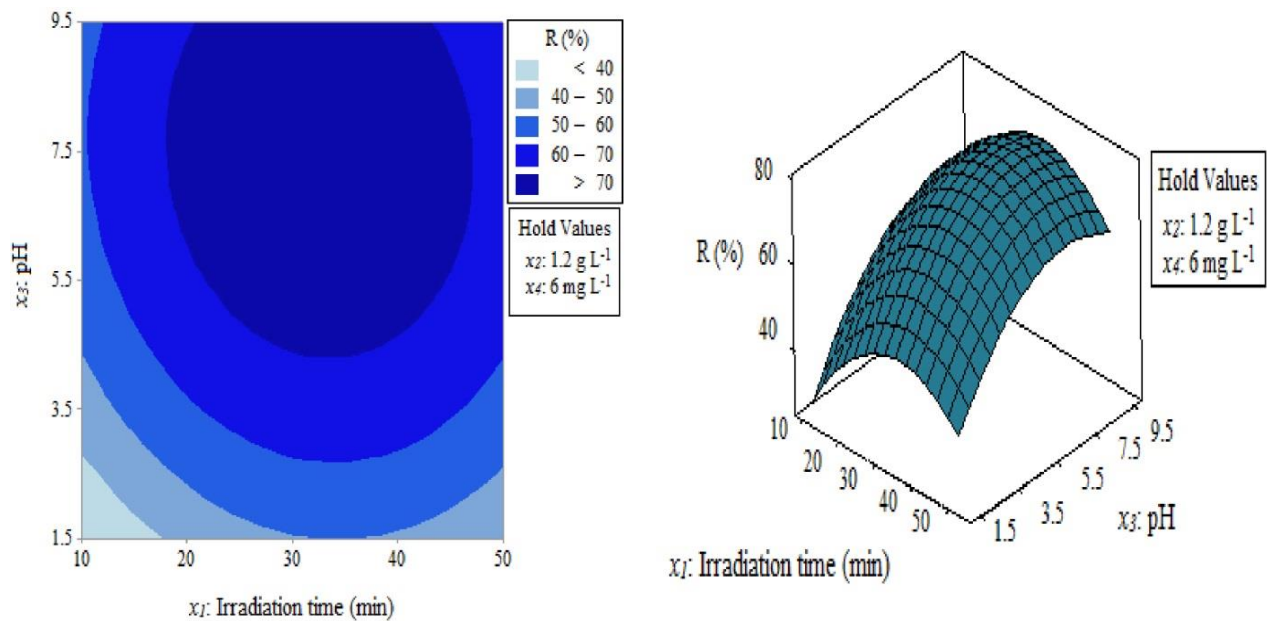 9.5
7.5
5.5
3.5
1.5
x3: pH
10
20
30
40
50
x1: Irradiation time (min)
R (%)
< 40
40 – 50
50 – 60
60 – 70
> 70
Hold Values
x2: 1.2 g L-1
x4: 6 mg L-1
80
60
40
R (%)
10
20
30
40
50
x1: Irradiation time (min)
1.5
3.5
5.5
7.5
9.5
x3: pH
Hold Values
x2: 1.2 g L-1
x4: 6 mg L-1